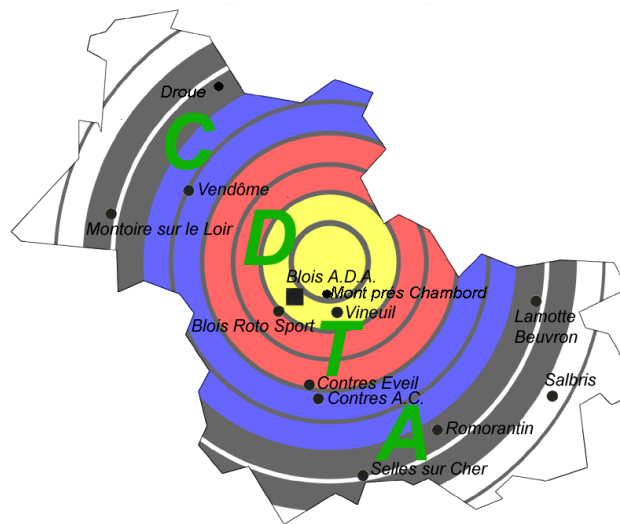 Droue
C
Vendôme
Montoire sur le Loir
D
Blois A.D.A.
Mont prés Chambord
Vineuil
Blois Roto Sport
Lamotte
Beuvron
T
Contres Eveil
Salbris
Contres A.C.
A
Romorantin
Selles sur Cher